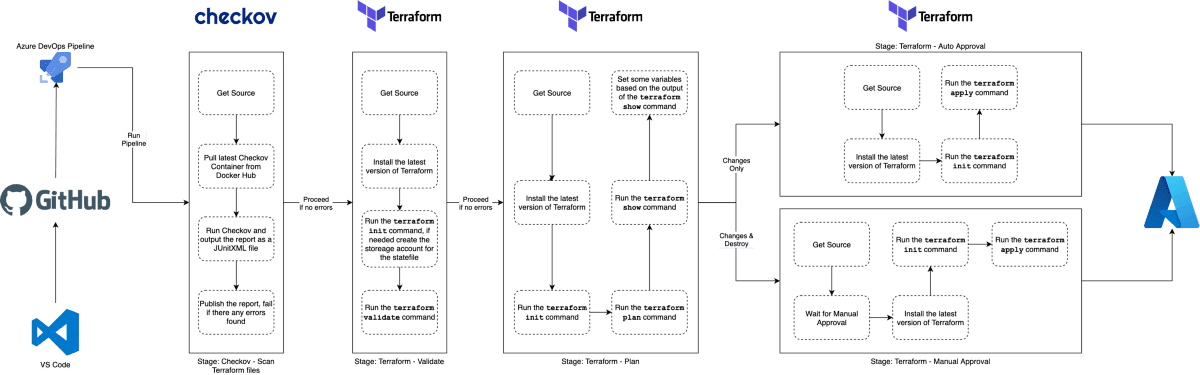 checkov
Terraform
Terraform
Terraform
Azure DevOps Pipeline
Run
Pipeline
GitHub
VS Code
Get Source
Pull latest Checkov
Container from
Docker Hub
Run Checkov and
output the report as a
JUnitXML file
Publish the report, fail
if there any errors
found
Stage: Checkov - Scan
Terraform files
Proceed
if no errors
Get Source
Install the latest
version of Terraform
Run the terraform
init command, if
needed create the
storeage account for
the statefile
Run the terraform
validate command
Stage: Terraform - Validate
Proceed
if no errors
Get Source
Install the latest
version of Terraform
Run the terraform
init command
Run the terraform
plan command
Run the terraform
show command
Set some variables
based on the output
of the terraform
show command
Stage: Terraform - Plan
Changes
Only
Changes &
Destroy
Stage: Terraform - Auto Approval
Get Source
Install the latest
version of Terraform
Run the terraform
init command
Run the terraform
apply command
Get Source
Wait for Manual
Approval
Install the latest
version of Terraform
Run the terraform
init command
Run the terraform
apply command
Stage: Terraform - Manual Approval